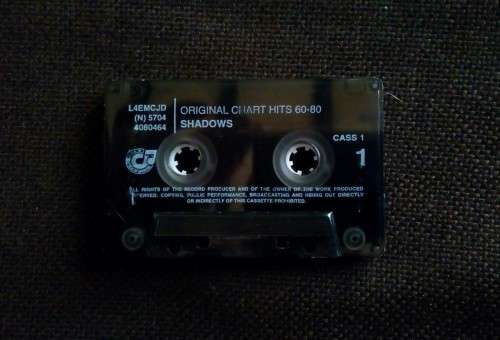 L4EMCJD
(N) 5704
4060464
ORIGINAL CHART HITS 60-80
SHADOWS
CASS 1
1
ALL RIGHTS OF THE RECORD PRODUCER AND OF THE OWNER OF THE WORK PRODUCED
RESERVED. COPYING, PUBLIC PERFORMANCE, BROADCASTING AND HIRING OUT DIRECTLY
OR INDIRECTLY OF THIS CASSETTE PROHIBITED.